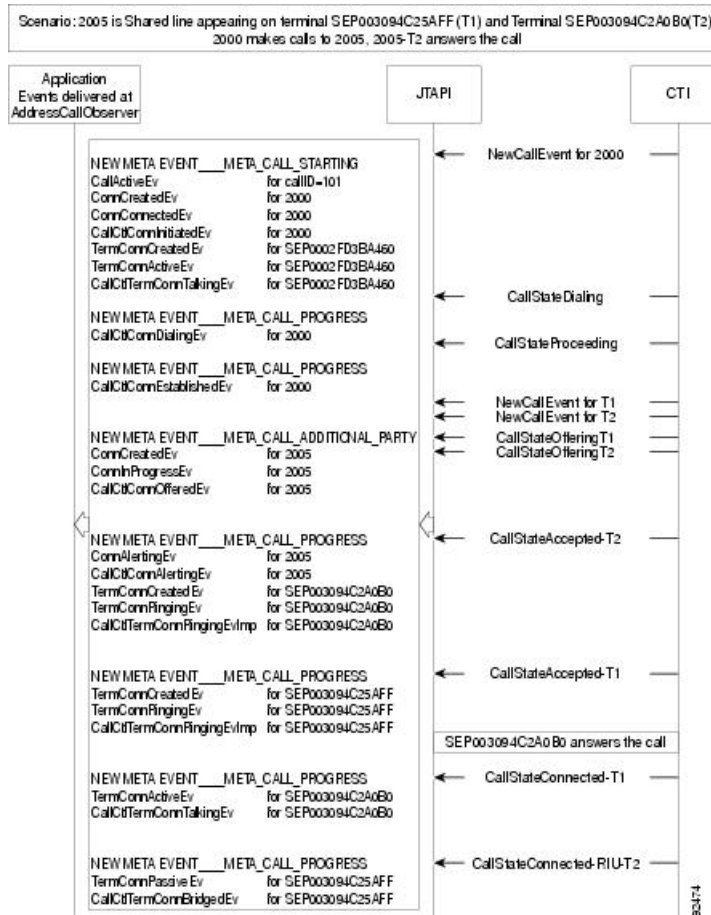 Scenario: 2005 is Shared line appearing on terminal SEP003094C25AFF (T1) and Terminal SEP003094C2A0B0(T2)
2000 makes calls to 2005, 2005-T2 answers the call
Application
Events delivered at
AddressCallObserver
JTAPI
CTI
NEW META EVENT___META_CALL_STARTING
CallActiveEv for callID=101
ConnCreatedEv for 2000
ConnConnectedEv for 2000
CallCtlConnInitiatedEv for 2000
TermConnCreatedEv for SEP0002FD3BA460
TermConnActiveEv for SEP0002FD3BA460
CallCtlTermConnTalkingEv for SEP0002FD3BA460
NewCallEvent for 2000
CallStateDialing
NEW META EVENT___META_CALL_PROGRESS
CallCtlConnDialingEv for 2000
CallStateProceeding
NEW META EVENT___META_CALL_PROGRESS
CallCtlConnEstablishedEv for 2000
NewCallEvent for T1
NewCallEvent for T2
NEW META EVENT___META_CALL_ADDITIONAL_PARTY
ConnCreatedEv for 2005
ConnInProgressEv for 2005
CallCtlConnOfferedEv for 2005
CallStateOfferingT1
CallStateOfferingT2
NEW META EVENT___META_CALL_PROGRESS
ConnAlertingEv for 2005
CallCtlConnAlertingEv for 2005
TermConnCreatedEv for SEP003094C2A0B0
TermConnRingingEv for SEP003094C2A0B0
CallCtlTermConnRingingEvImp for SEP003094C2A0B0
CallStateAccepted-T2
NEW META EVENT___META_CALL_PROGRESS
TermConnCreatedEv for SEP003094C25AFF
TermConnRingingEv for SEP003094C25AFF
CallCtlTermConnRingingEvImp for SEP003094C25AFF
CallStateAccepted-T1
SEP003094C2A0B0 answers the call
NEW META EVENT___META_CALL_PROGRESS
TermConnActiveEv for SEP003094C2A0B0
CallCtlTermConnTalkingEv for SEP003094C2A0B0
CallStateConnected-T1
NEW META EVENT___META_CALL_PROGRESS
TermConnPassiveEv for SEP003094C25AFF
CallCtlTermConnBridgedEv for SEP003094C25AFF
CallStateConnected-RIU-T2